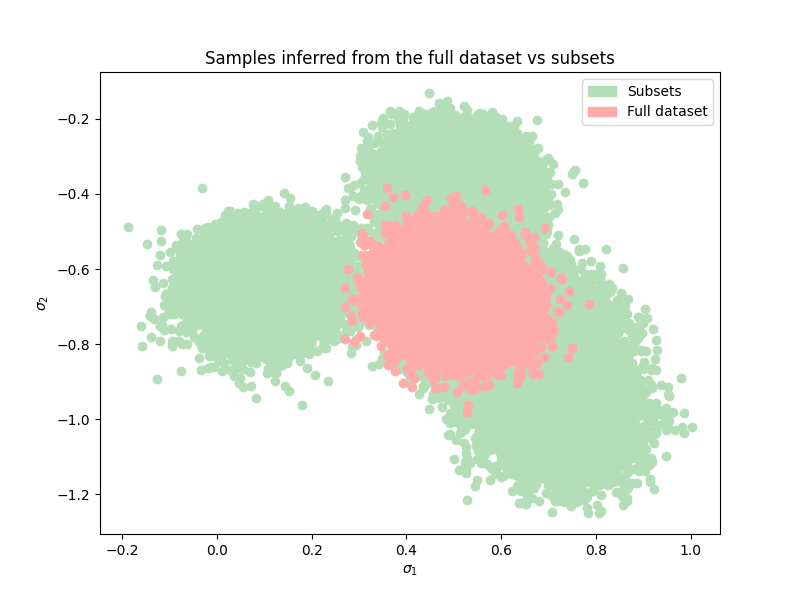 Samples inferred from the full dataset vs subsets
Subsets
Full dataset
−0.2
−0.4
−0.6
−0.8
−1.0
−1.2
σ₂
−0.2
0.0
0.2
0.4
0.6
0.8
1.0
σ₁